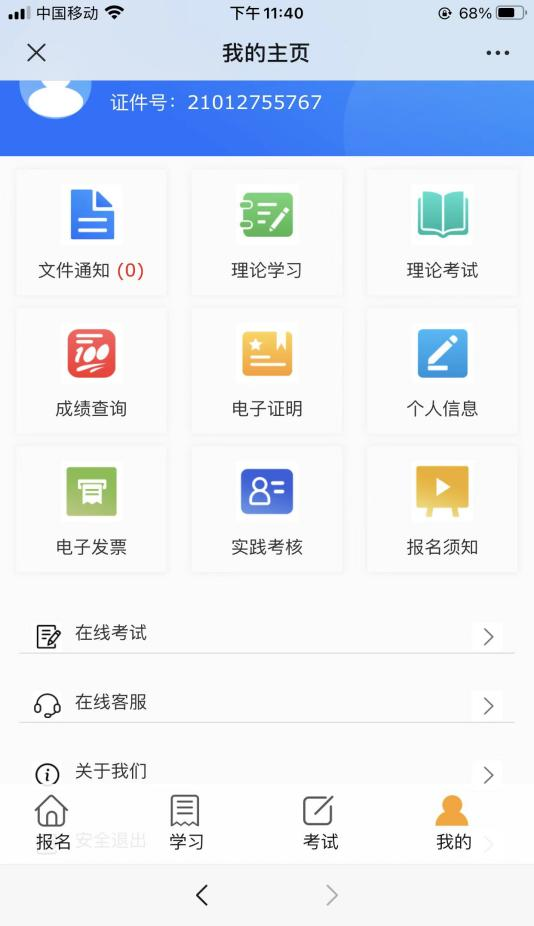 中国移动 下午11:40 68%
我的主页
证件号：21012755767
文件通知 (0) 理论学习 理论考试
100
成绩查询 电子证明 个人信息
电子发票 实践考核 报名须知
在线考试
在线客服
关于我们
安全退出
报名 学习 考试 我的